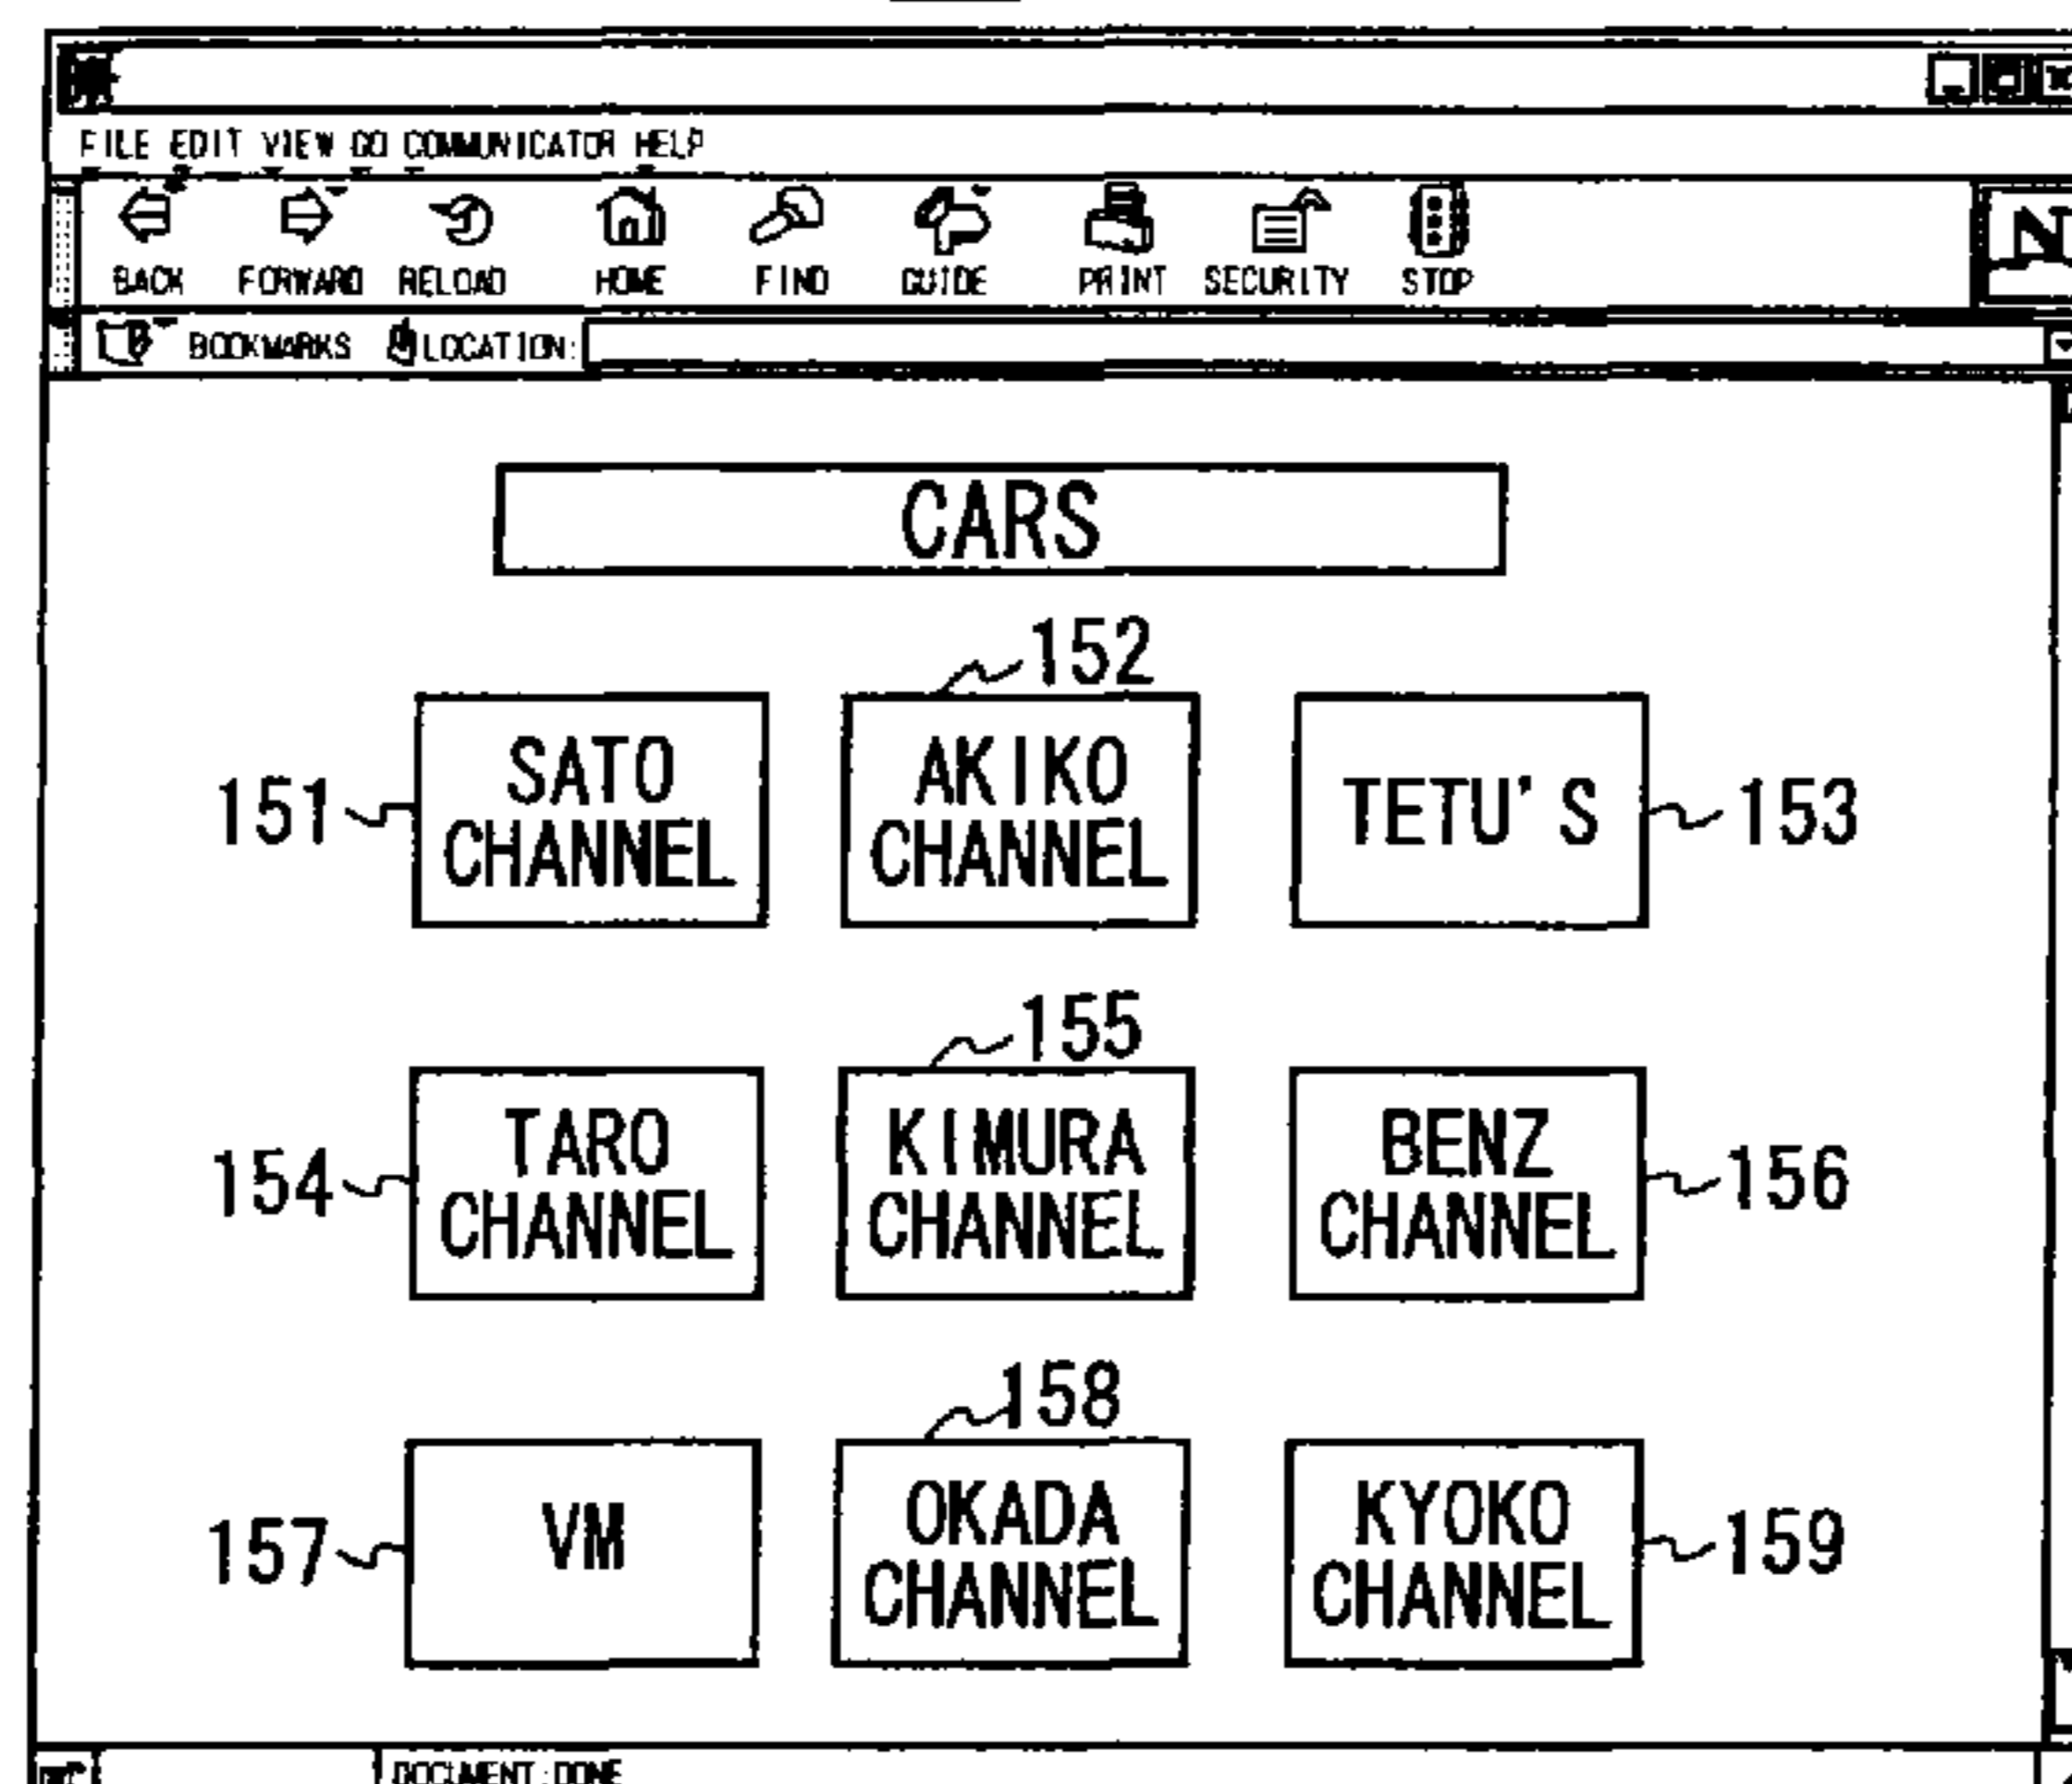 FILE EDIT VIEW GO COMMUNICATOR HELP
BACK FORWARD RELOAD HOME FIND GUIDE PRINT SECURITY STOP
N
BOOKMARKS LOCATION:
CARS
152
151 SATO CHANNEL
AKIKO CHANNEL
TETU'S 153
155
154 TARO CHANNEL
KIMURA CHANNEL
BENZ CHANNEL 156
158
157 VM
OKADA CHANNEL
KYOKO CHANNEL 159
DOCUMENT:DONE